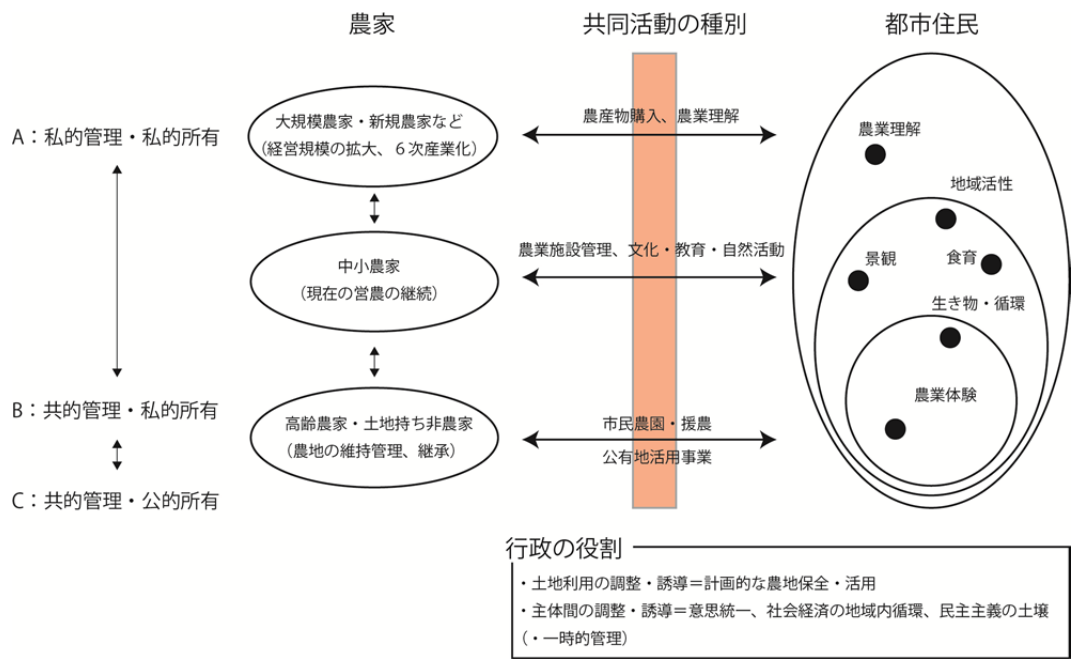 農家
共同活動の種別
都市住民
A：私的管理・私的所有
大規模農家・新規農家など
（経営規模の拡大、６次産業化）
農産物購入、農業理解
農業理解
地域活性
中小農家
（現在の営農の継続）
農業施設管理、文化・教育・自然活動
景観
食育
生き物・循環
B：共的管理・私的所有
高齢農家・土地持ち非農家
（農地の維持管理、継承）
市民農園・援農
公有地活用事業
農業体験
C：共的管理・公的所有
行政の役割
・土地利用の調整・誘導＝計画的な農地保全・活用
・主体間の調整・誘導＝意思統一、社会経済の地域内循環、民主主義の土壌
（・一時的管理）